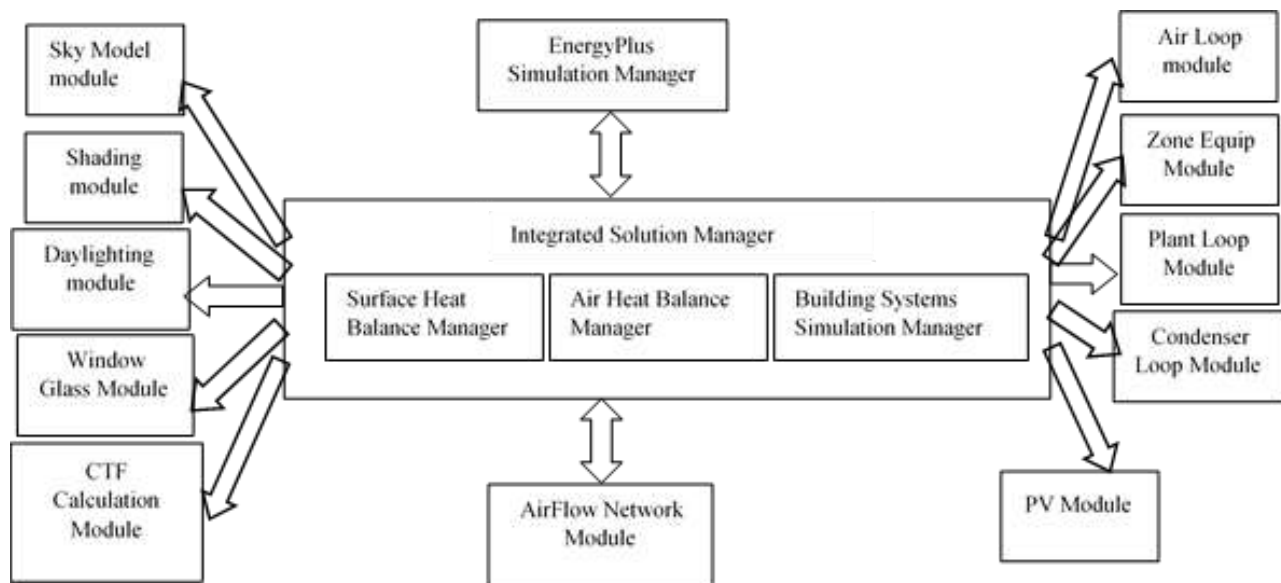 Sky Model
module
Shading
module
Daylighting
module
Window
Glass Module
CTF
Calculation
Module
EnergyPlus
Simulation Manager
Integrated Solution Manager
Surface Heat
Balance Manager
Air Heat Balance
Manager
Building Systems
Simulation Manager
AirFlow Network
Module
Air Loop
module
Zone Equip
Module
Plant Loop
Module
Condenser
Loop Module
PV Module